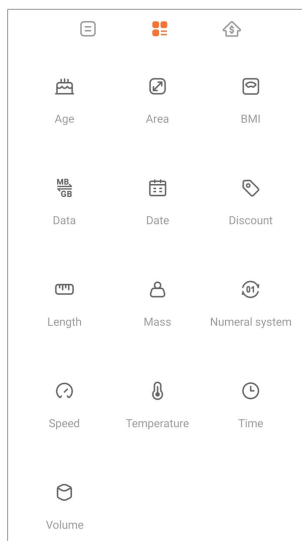 Age
Area
BMI
MB
GB
Data
Date
Discount
Length
Mass
01
Numeral system
Speed
Temperature
Time
Volume